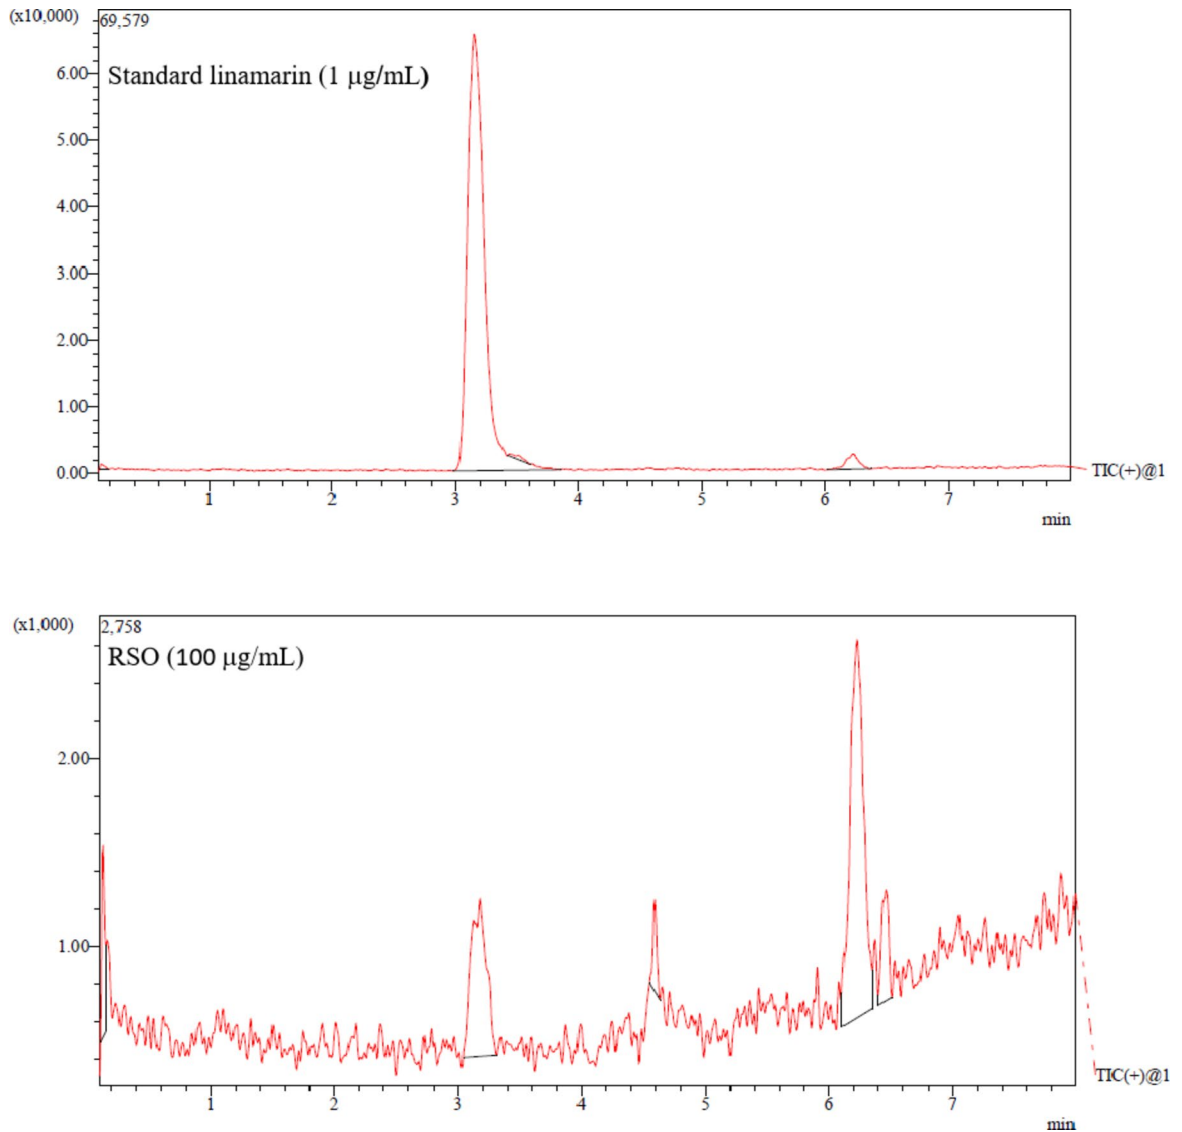 (x10,000)
69,579
Standard linamarin (1 µg/mL)
6.00
5.00
4.00
3.00
2.00
1.00
0.00
1 2 3 4 5 6 7
TIC(+)@1
min
(x1,000)
2,758
RSO (100 µg/mL)
2.00
1.00
1 2 3 4 5 6 7
TIC(+)@1
min